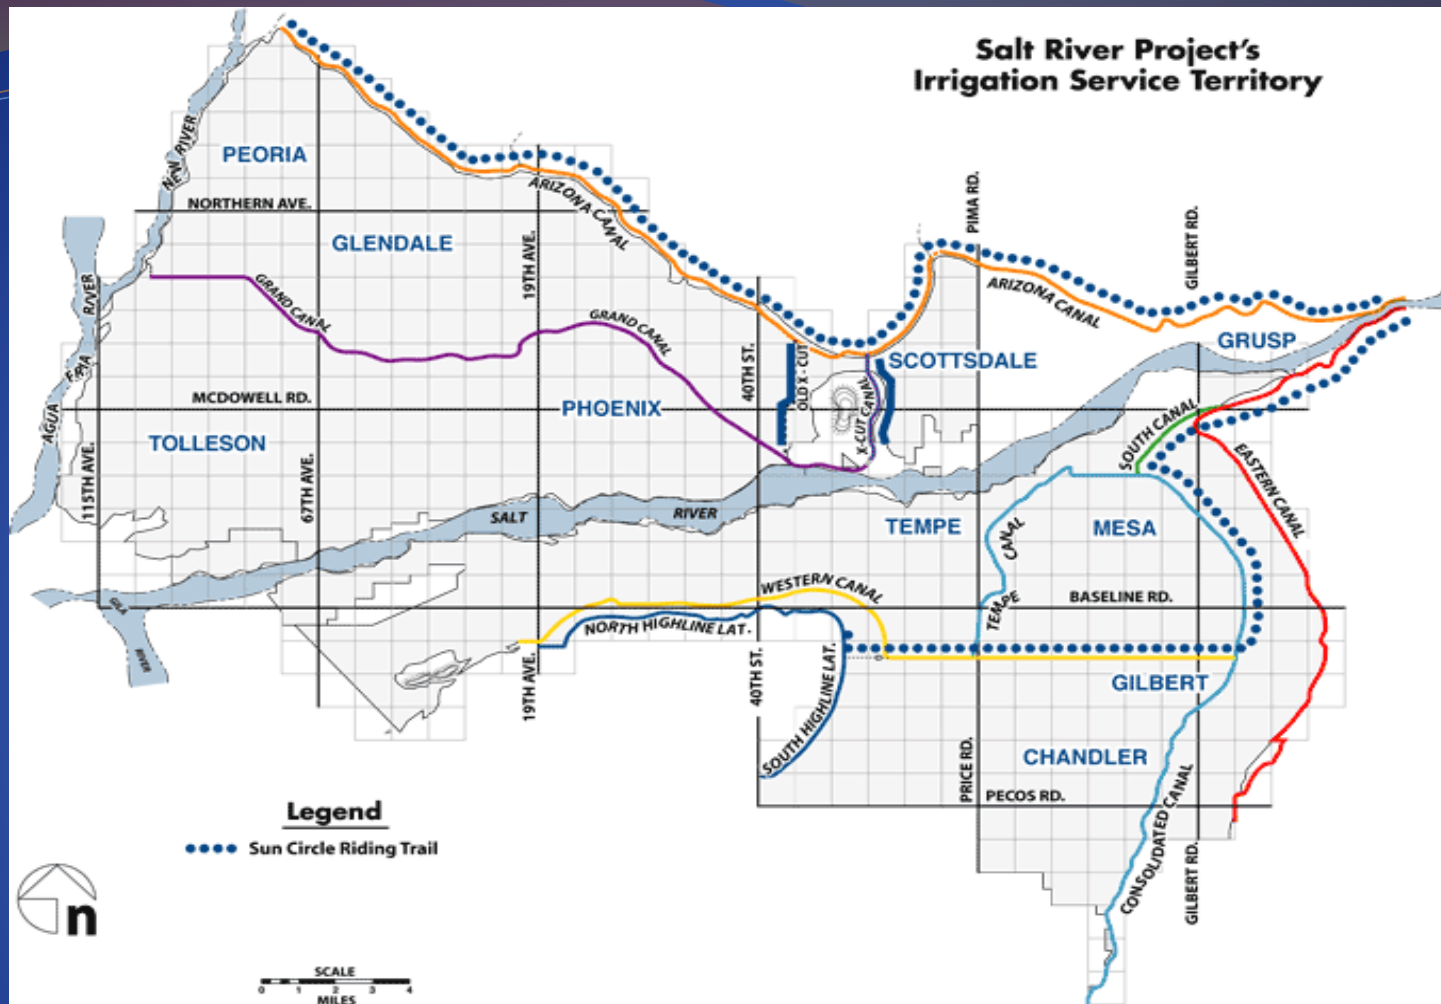 Salt River Project's
Irrigation Service Territory
NEW RIVER
PEORIA
NORTHERN AVE.
GLENDALE
ARIZONA CANAL
19TH AVE.
PIMA RD.
GILBERT RD.
AGUA FRIA RIVER
GRAND CANAL
GRAND CANAL
ARIZONA CANAL
GRUSP
SCOTTSDALE
40TH ST.
OLD X-CUT
X-CUT CANAL
MCDOWELL RD.
PHOENIX
TOLLESON
SOUTH CANAL
EASTERN CANAL
115TH AVE.
67TH AVE.
SALT RIVER
TEMPE
MESA
TEMPE CANAL
WESTERN CANAL
BASELINE RD.
NORTH HIGHLINE LAT.
GILA RIVER
19TH AVE.
40TH ST.
SOUTH HIGHLINE LAT.
GILBERT
CHANDLER
PRICE RD.
PECOS RD.
CONSOLIDATED CANAL
GILBERT RD.
Legend
Sun Circle Riding Trail
n
SCALE
0 1 2 3 4
MILES